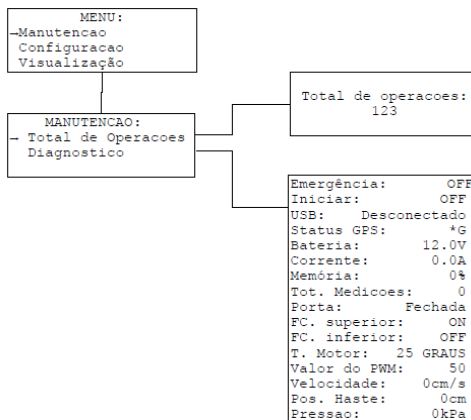 MENU:
→Manutencao
Configuracao
Visualização
Total de operacoes:
123
MANUTENCAO:
→ Total de Operacoes
Diagnostico
Emergência: OFF
Iniciar: OFF
USB: Desconectado
Status GPS: *G
Bateria: 12.0V
Corrente: 0.0A
Memória: 0%
Tot. Medicoes: 0
Porta: Fechada
FC. superior: ON
FC. inferior: OFF
T. Motor: 25 GRAUS
Valor do PWM: 50
Velocidade: 0cm/s
Pos. Haste: 0cm
Pressao: 0kPa